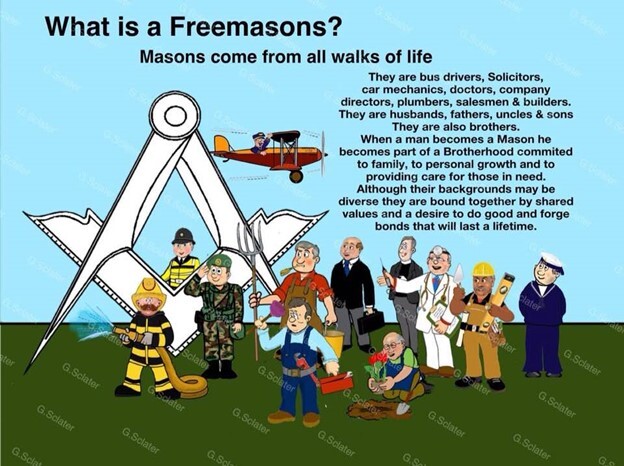 What is a Freemasons?
Masons come from all walks of life
They are bus drivers, Solicitors,
car mechanics, doctors, company
directors, plumbers, salesmen & builders.
They are husbands, fathers, uncles & sons
They are also brothers.
When a man becomes a Mason he
becomes part of a Brotherhood commited
to family, to personal growth and to
providing care for those in need.
Although their backgrounds may be
diverse they are bound together by shared
values and a desire to do good and forge
bonds that will last a lifetime.
G.Sclater